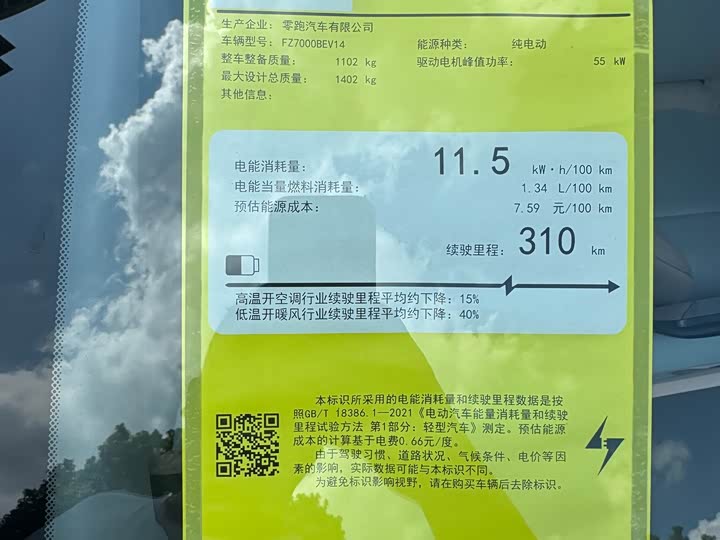 生产企业: 零跑汽车有限公司
车辆型号: FZ7000BEV14 能源种类: 纯电动
整车整备质量: 1102 kg 驱动电机峰值功率: 55 kW
最大设计总质量: 1402 kg
其他信息:
电能消耗量: 11.5 kW·h/100 km
电能当量燃料消耗量: 1.34 L/100 km
预估能源成本: 7.59 元/100 km
续驶里程: 310 km
高温开空调行业续驶里程平均约下降: 15%
低温开暖风行业续驶里程平均约下降: 40%
本标识所采用的电能消耗量和续驶里程数据是按
照GB/T 18386.1—2021《电动汽车能量消耗量和续驶
里程试验方法 第1部分: 轻型汽车》测定。预估能源
成本的计算基于电费0.66元/度。
由于驾驶习惯、道路状况、气候条件、电价等因
素的影响, 实际数据可能与本标识不同。
为避免标识影响视野, 请在购买车辆后去除标识。